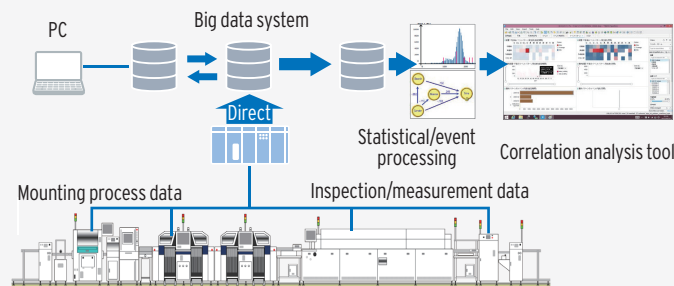 PC
Big data system
Direct
Statistical/event
processing
Correlation analysis tool
Mounting process data
Inspection/measurement data